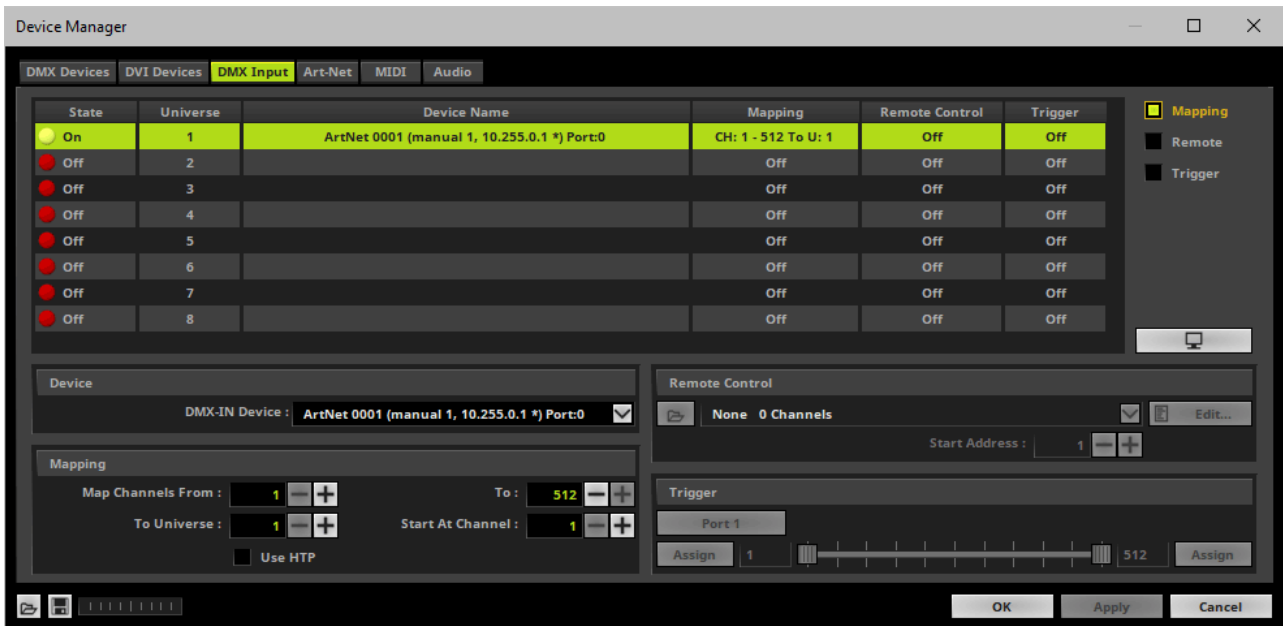 Device Manager
DMX Devices DVI Devices DMX Input Art-Net MIDI Audio
State Universe Device Name Mapping Remote Control Trigger
On 1 ArtNet 0001 (manual 1, 10.255.0.1 *) Port:0 CH: 1 - 512 To U: 1 Off Off
Off 2 Off Off Off
Off 3 Off Off Off
Off 4 Off Off Off
Off 5 Off Off Off
Off 6 Off Off Off
Off 7 Off Off Off
Off 8 Off Off Off
Mapping
Remote
Trigger
Device
DMX-IN Device : ArtNet 0001 (manual 1, 10.255.0.1 *) Port:0
Mapping
Map Channels From : 1 To : 512
To Universe : 1 Start At Channel : 1
Use HTP
Remote Control
None 0 Channels Edit...
Start Address : 1
Trigger
Port 1
Assign 1 512 Assign
OK Apply Cancel